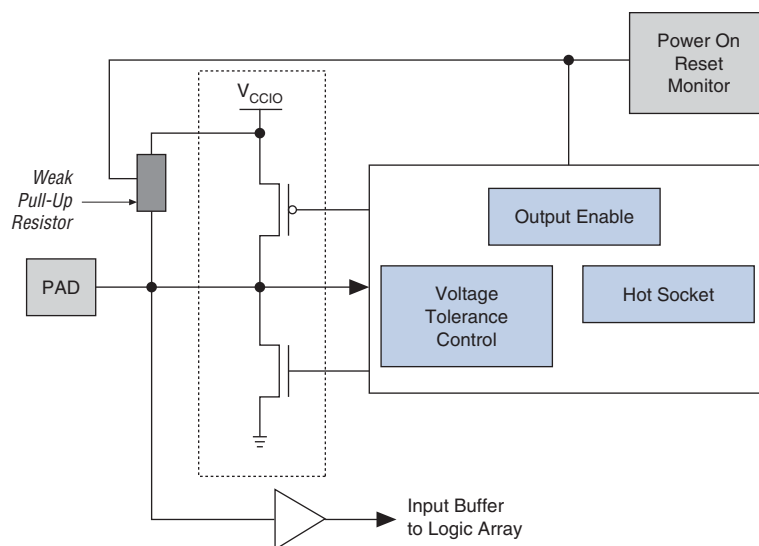 Power On
Reset
Monitor
V_CCIO
Weak
Pull-Up
Resistor
Output Enable
PAD
Voltage
Tolerance
Control
Hot Socket
Input Buffer
to Logic Array